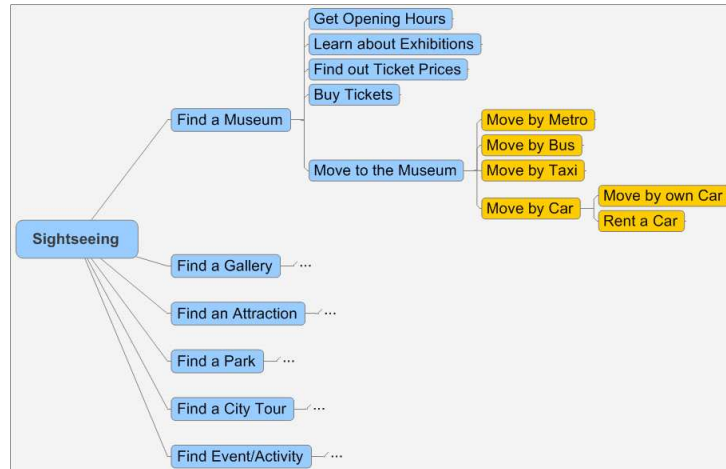 Get Opening Hours
Learn about Exhibitions
Find out Ticket Prices
Buy Tickets
Find a Museum
Move by Metro
Move by Bus
Move to the Museum
Move by Taxi
Move by own Car
Move by Car
Rent a Car
Sightseeing
Find a Gallery ...
Find an Attraction ...
Find a Park ...
Find a City Tour ...
Find Event/Activity ...